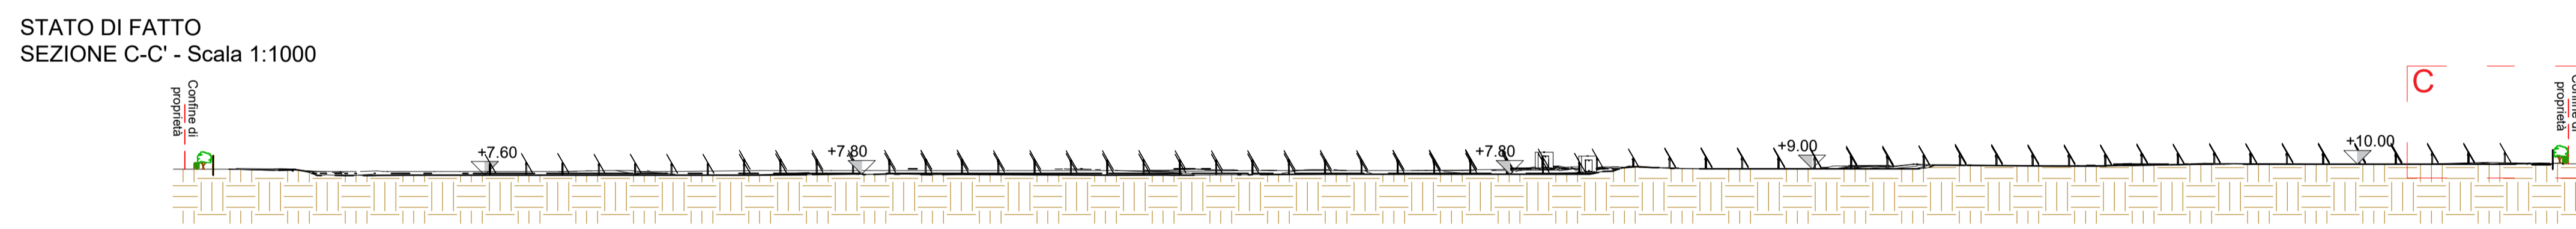 STATO DI FATTO
SEZIONE C-C' - Scala 1:1000
Confine di
proprietà
+7.60
+7.80
+7.80
+9.00
+10.00
C
proprietà